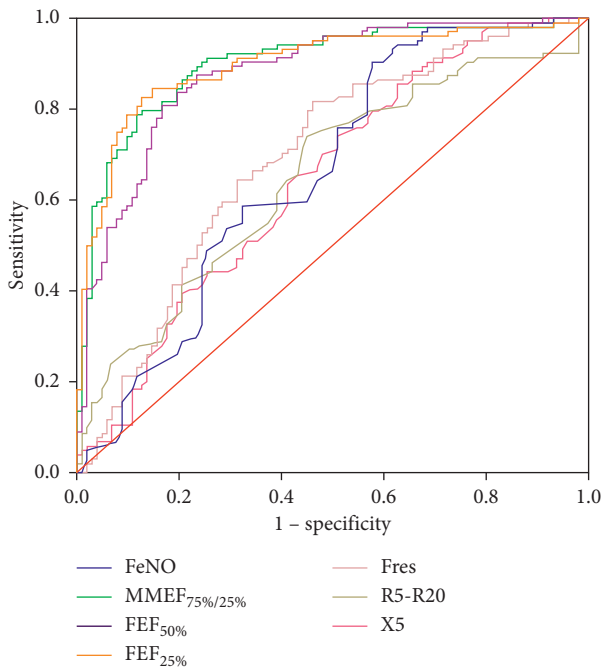 1.0
0.8
0.6
0.4
0.2
0.0
Sensitivity
0.0 0.2 0.4 0.6 0.8 1.0
1 – specificity
FeNO
MMEF75%/25%
FEF50%
FEF25%
Fres
R5-R20
X5